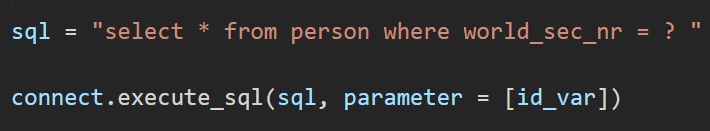 sql = "select * from person where world_sec_nr = ? "
connect.execute_sql(sql, parameter = [id_var])